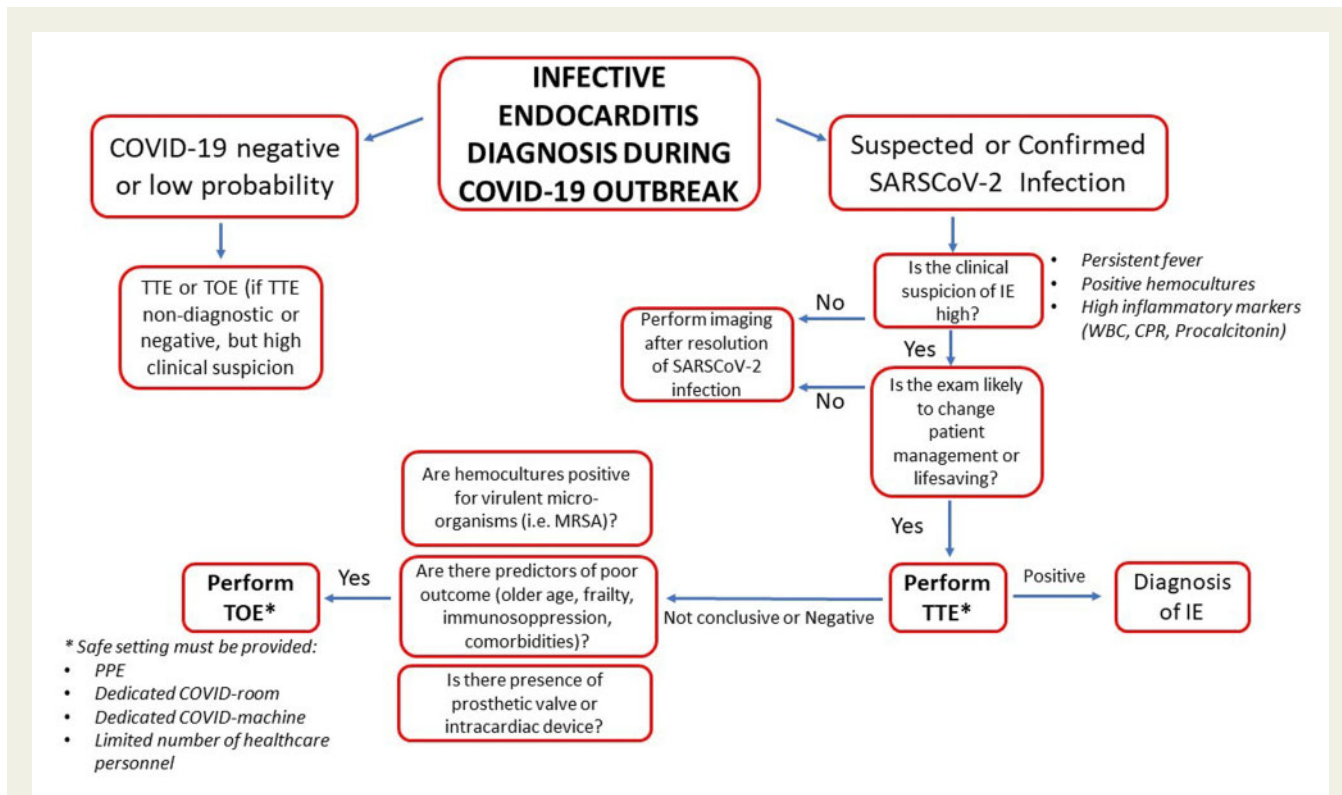 INFECTIVE
ENDOCARDITIS
DIAGNOSIS DURING
COVID-19 OUTBREAK
COVID-19 negative
or low probability
TTE or TOE (if TTE
non-diagnostic or
negative, but high
clinical suspicion
Suspected or Confirmed
SARSCoV-2 Infection
Is the clinical
suspicion of IE
high?
• Persistent fever
• Positive hemocultures
• High inflammatory markers
(WBC, CPR, Procalcitonin)
No
Perform imaging
after resolution
of SARSCoV-2
infection
Yes
No
Is the exam likely to
change patient
management or
lifesaving?
Yes
Perform
TTE*
Positive
Diagnosis
of IE
Not conclusive or Negative
Are hemocultures positive
for virulent micro-
organisms (i.e. MRSA)?
Are there predictors of poor
outcome (older age, frailty,
immunosoppression,
comorbidities)?
Is there presence of
prosthetic valve or
intracardiac device?
Yes
Perform
TOE*
* Safe setting must be provided:
• PPE
• Dedicated COVID-room
• Dedicated COVID-machine
• Limited number of healthcare
personnel